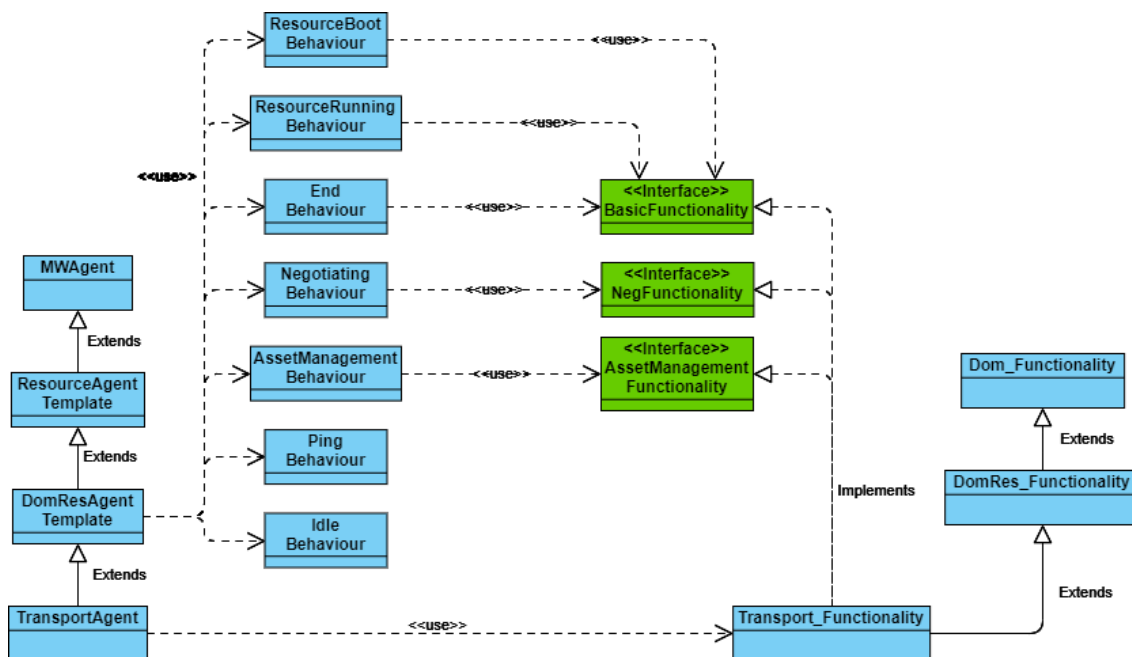 ResourceBoot
Behaviour
<<use>>
ResourceRunning
Behaviour
<<use>>
<<use>>
End
Behaviour
<<use>>
<<Interface>>
BasicFunctionality
MWAgent
Negotiating
Behaviour
<<use>>
<<Interface>>
NegFunctionality
Extends
AssetManagement
Behaviour
<<use>>
<<Interface>>
AssetManagement
Functionality
Dom_Functionality
ResourceAgent
Template
Extends
Ping
Behaviour
Extends
DomRes_Functionality
DomResAgent
Template
Idle
Behaviour
Implements
Extends
Extends
TransportAgent
<<use>>
Transport_Functionality